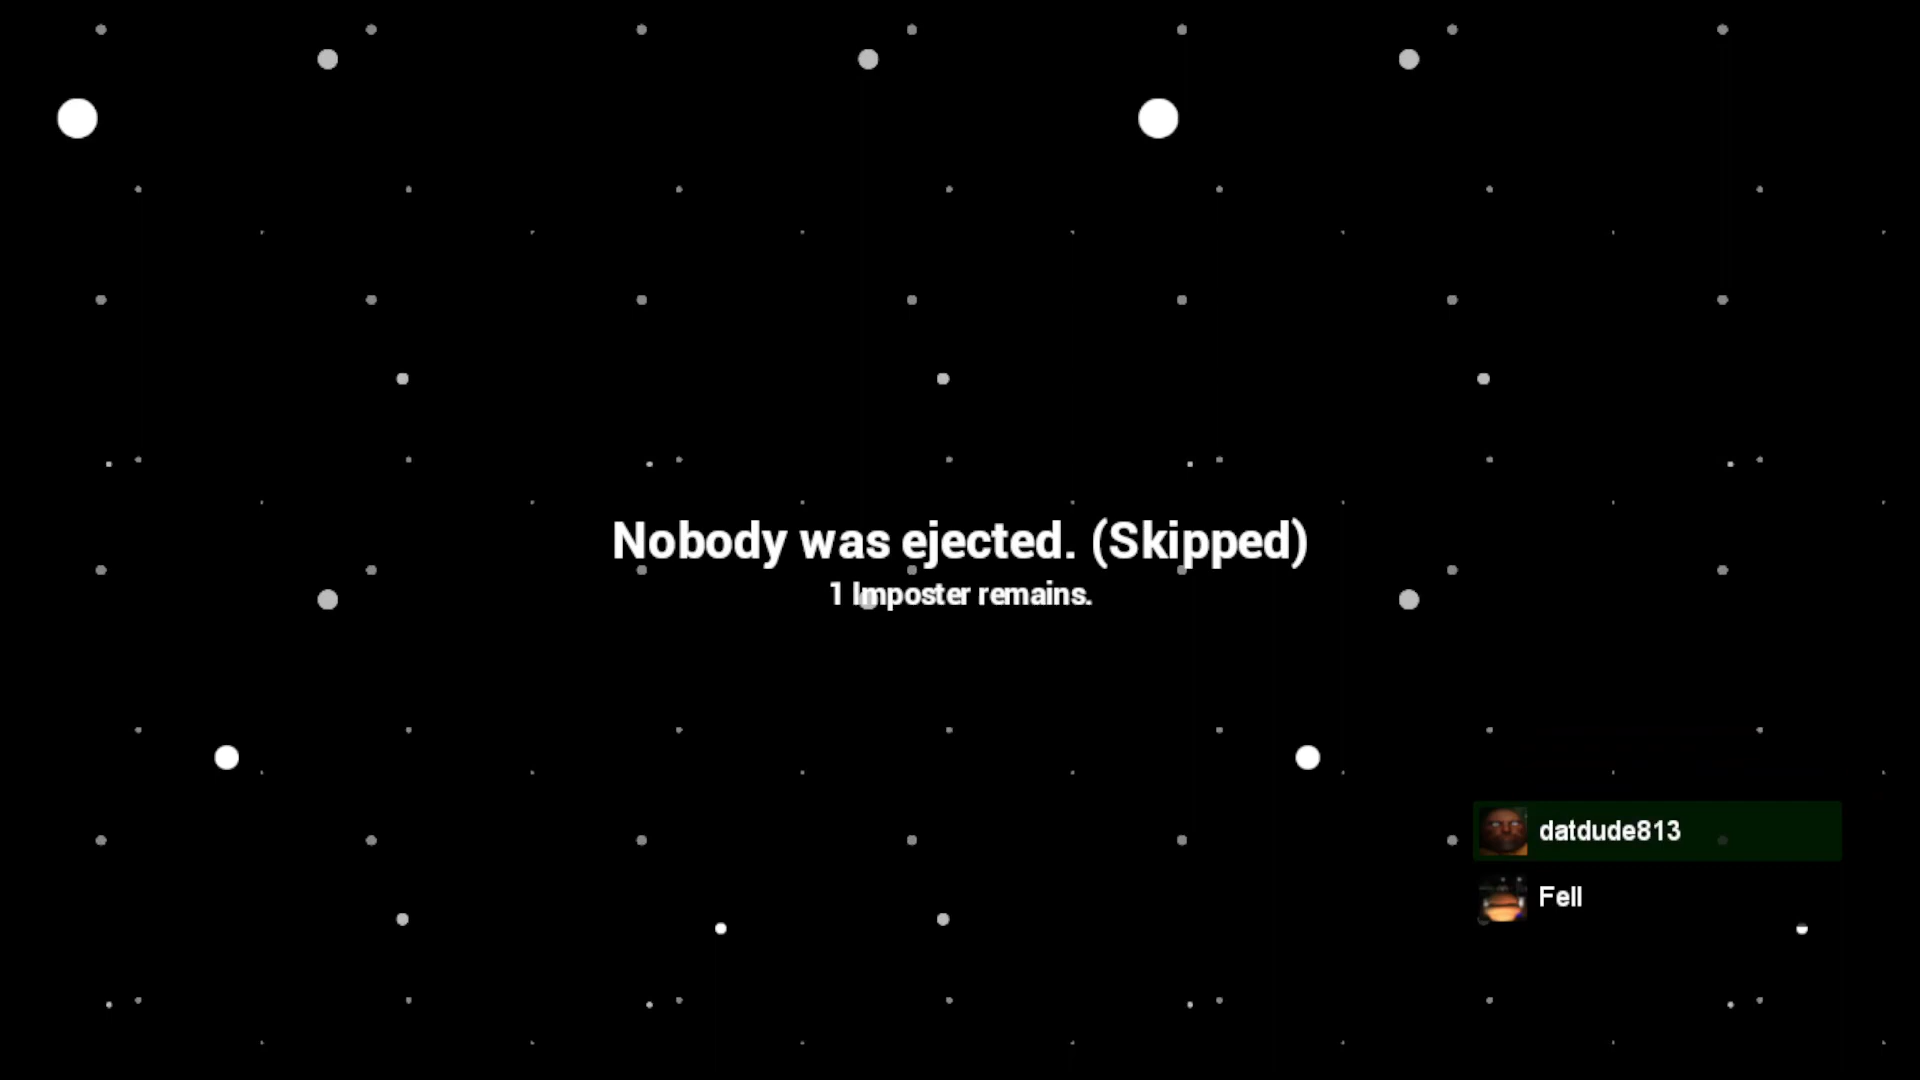 Nobody was ejected. (Skipped)
1 Imposter remains.
datdude813
Fell